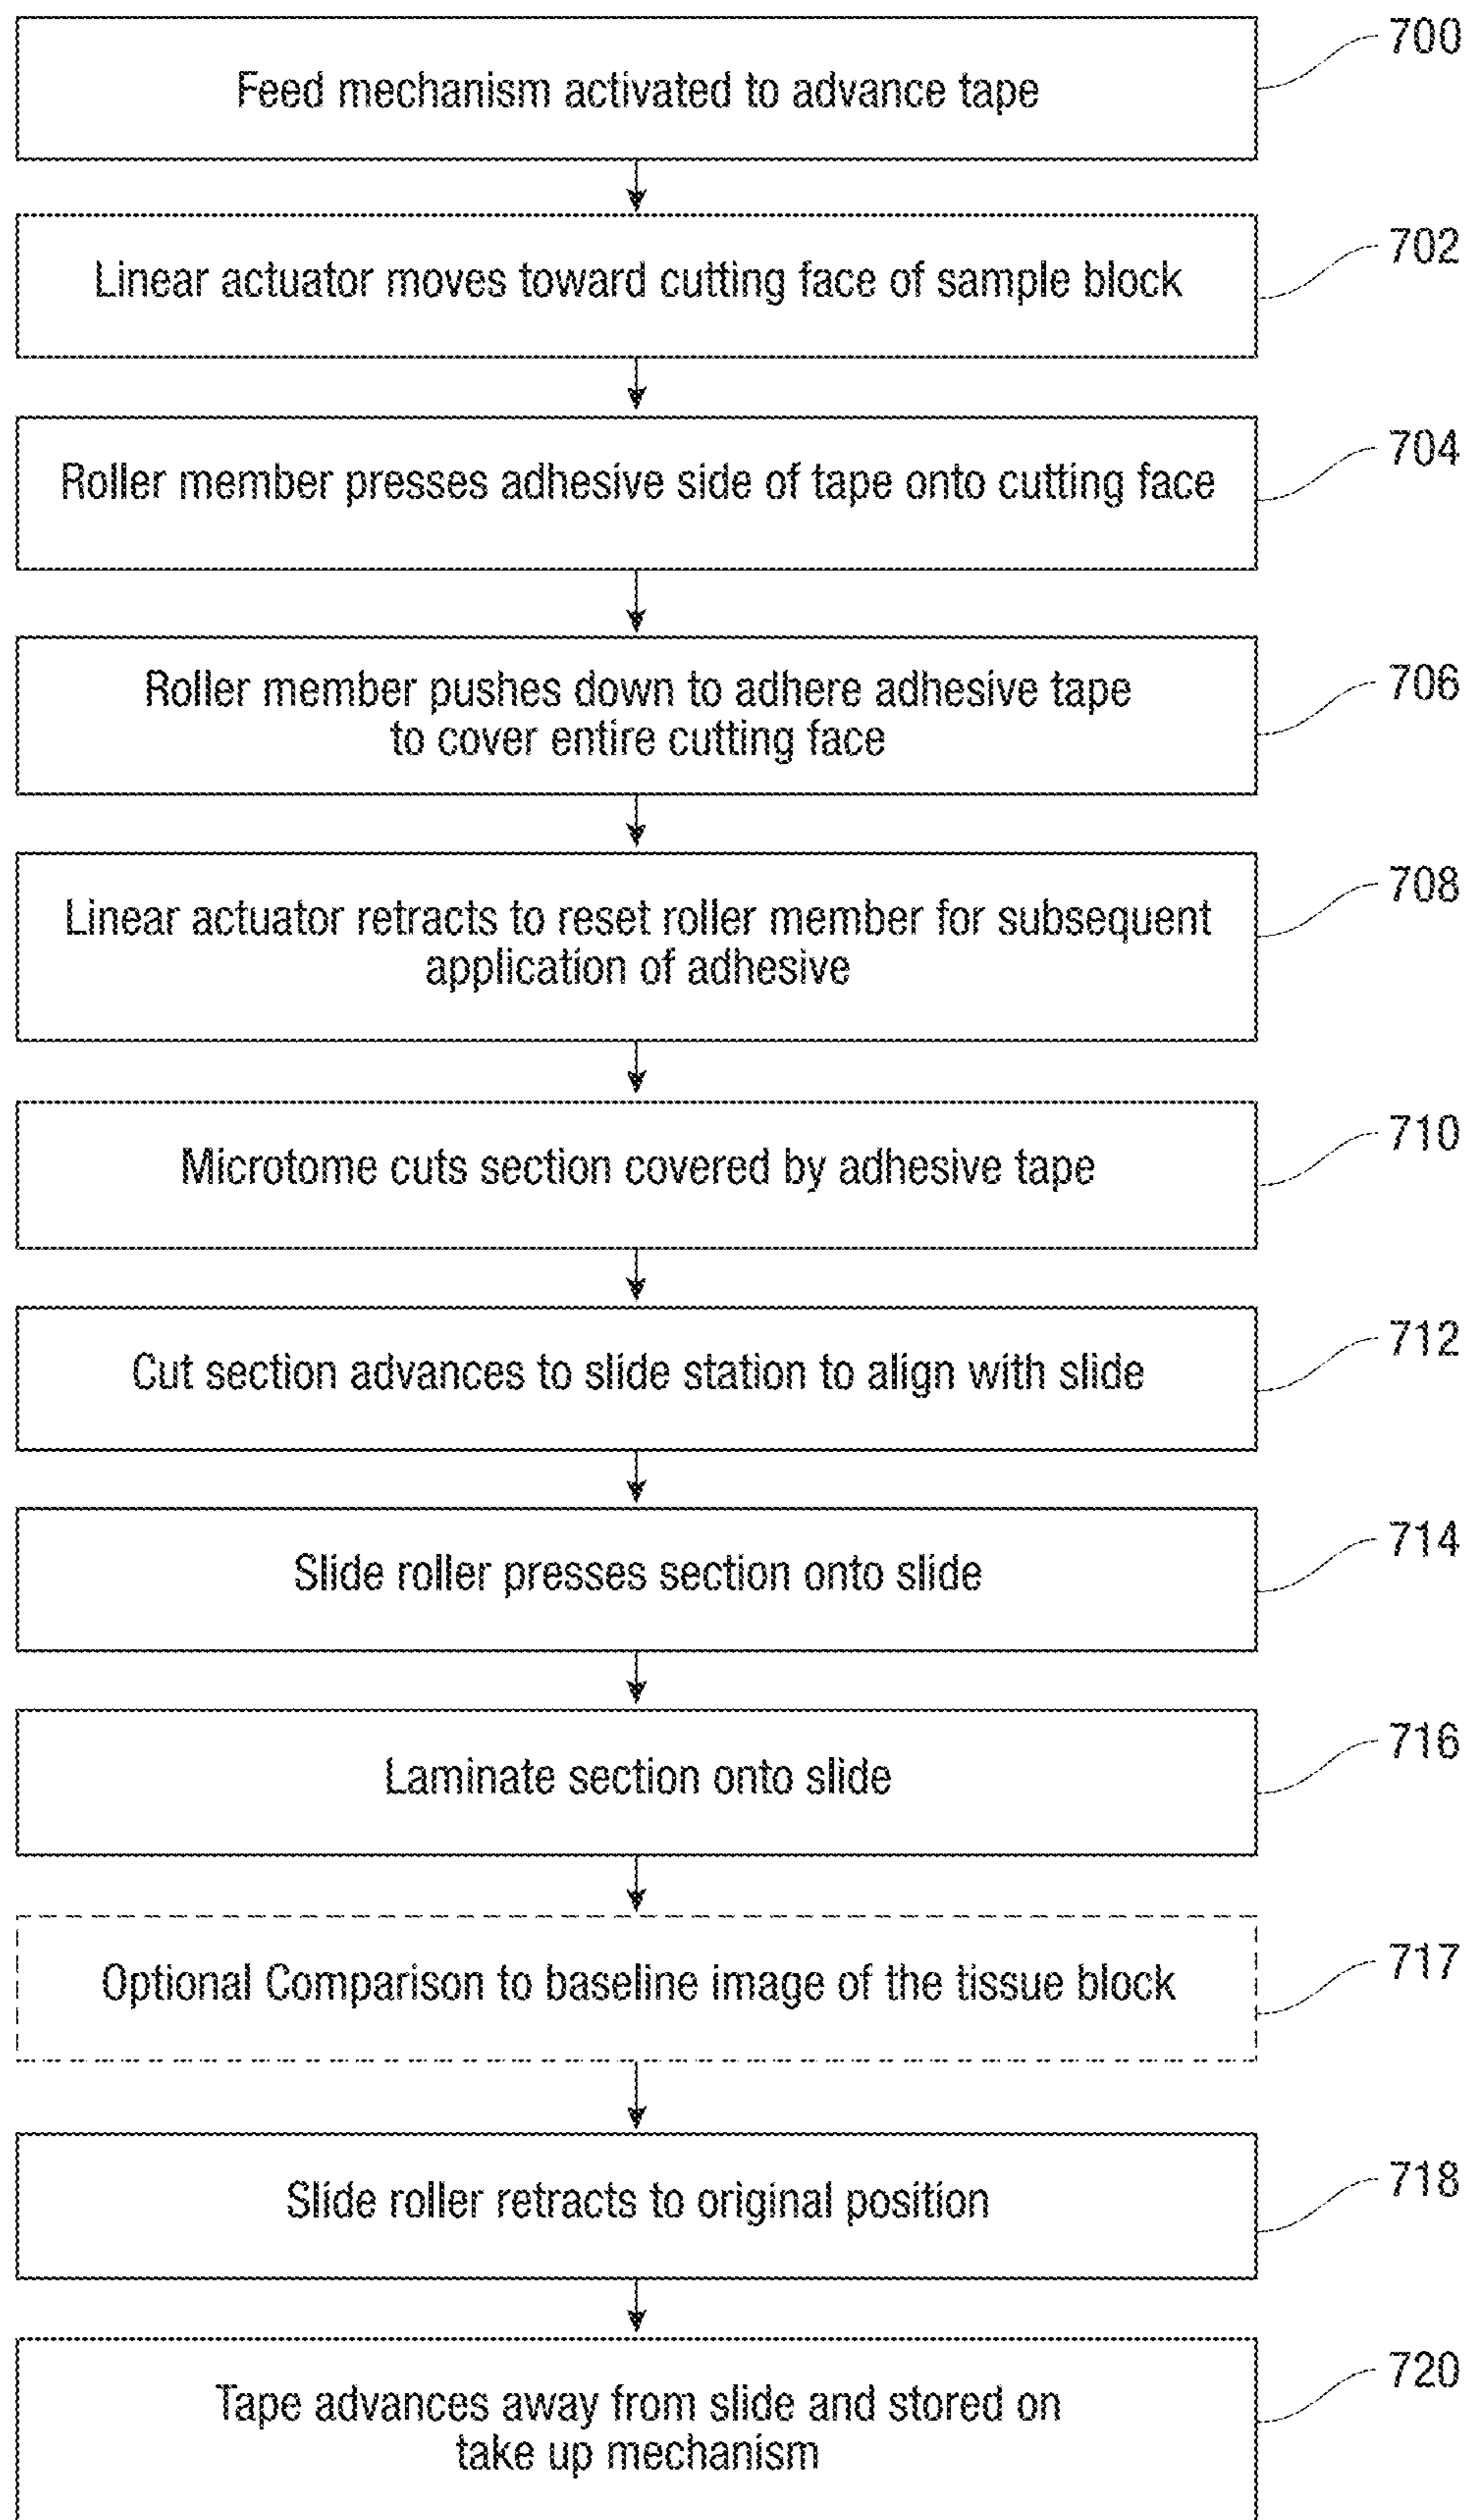 Feed mechanism activated to advance tape
700
Linear actuator moves toward cutting face of sample block
702
Roller member presses adhesive side of tape onto cutting face
704
Roller member pushes down to adhere adhesive tape
to cover entire cutting face
706
Linear actuator retracts to reset roller member for subsequent
application of adhesive
708
Microtome cuts section covered by adhesive tape
710
Cut section advances to slide station to align with slide
712
Slide roller presses section onto slide
714
Laminate section onto slide
716
Optional Comparison to baseline image of the tissue block
717
Slide roller retracts to original position
718
Tape advances away from slide and stored on
take up mechanism
720